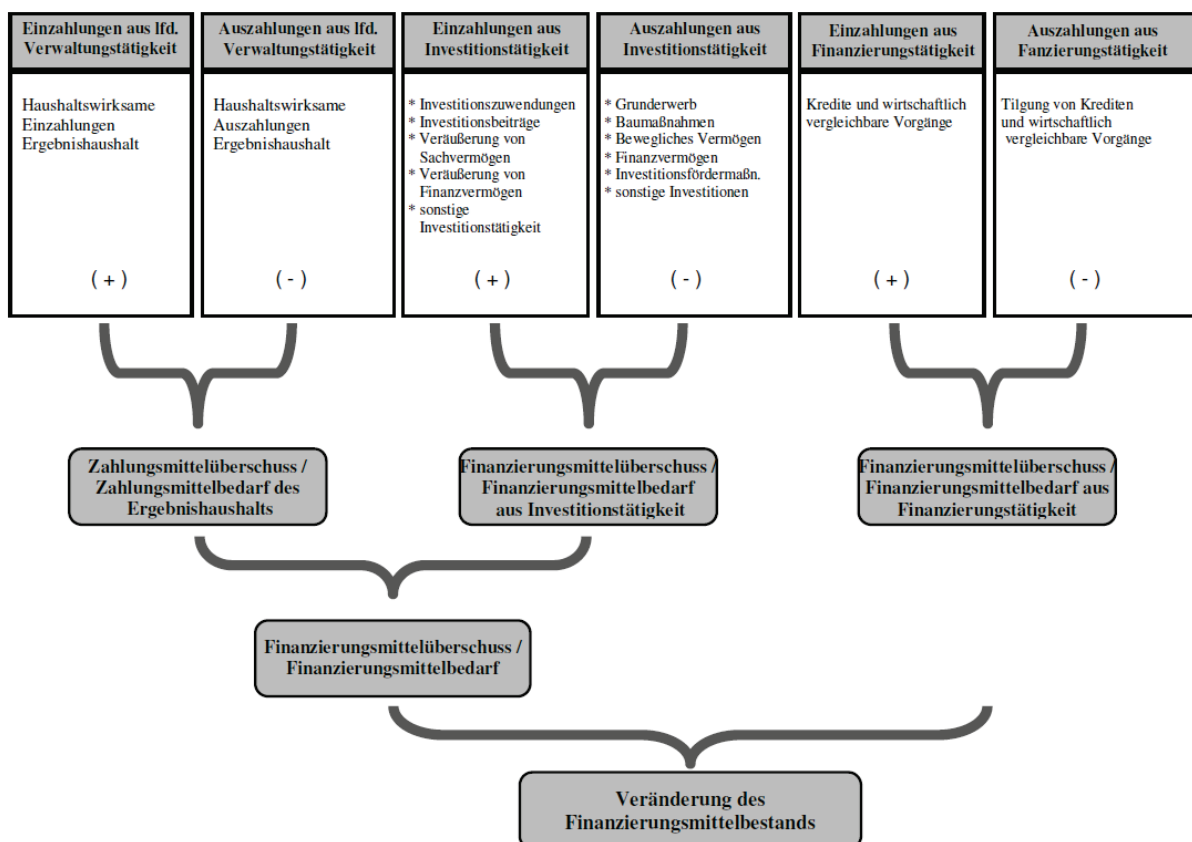 Einzahlungen aus lfd.
Verwaltungstätigkeit
Haushaltswirksame
Einzahlungen
Ergebnishaushalt
( + )
Auszahlungen aus lfd.
Verwaltungstätigkeit
Haushaltswirksame
Auszahlungen
Ergebnishaushalt
( - )
Einzahlungen aus
Investitionstätigkeit
* Investitionszuwendungen
* Investitionsbeiträge
* Veräußerung von
Sachvermögen
* Veräußerung von
Finanzvermögen
* sonstige
Investitionstätigkeit
( + )
Auszahlungen aus
Investitionstätigkeit
* Grunderwerb
* Baumaßnahmen
* Bewegliches Vermögen
* Finanzvermögen
* Investitionsfördermaßn.
* sonstige Investitionen
( - )
Einzahlungen aus
Finanzierungstätigkeit
Kredite und wirtschaftlich
vergleichbare Vorgänge
( + )
Auszahlungen aus
Fanzierungstätigkeit
Tilgung von Krediten
und wirtschaftlich
vergleichbare Vorgänge
( - )
Zahlungsmittelüberschuss /
Zahlungsmittelbedarf des
Ergebnishaushalts
Finanzierungsmittelüberschuss /
Finanzierungsmittelbedarf
aus Investitionstätigkeit
Finanzierungsmittelüberschuss /
Finanzierungsmittelbedarf aus
Finanzierungstätigkeit
Finanzierungsmittelüberschuss /
Finanzierungsmittelbedarf
Veränderung des
Finanzierungsmittelbestands